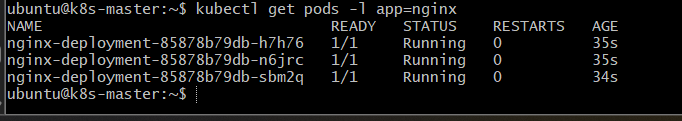 ubuntu@k8s-master:~$ kubectl get pods -l app=nginx
NAME READY STATUS RESTARTS AGE
nginx-deployment-85878b79db-h7h76 1/1 Running 0 35s
nginx-deployment-85878b79db-n6jrc 1/1 Running 0 35s
nginx-deployment-85878b79db-sbm2q 1/1 Running 0 34s
ubuntu@k8s-master:~$